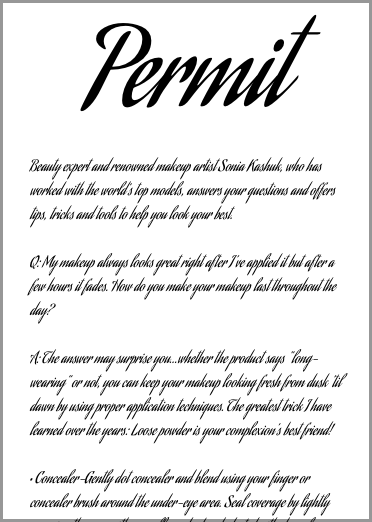 Permit
Beauty expert and renowned makeup artist Sonia Kashuk, who has
worked with the world's top models, answers your questions and offers
tips, tricks and tools to help you look your best.
Q: My makeup always looks great right after I've applied it but after a
few hours it fades. How do you make your makeup last throughout the
day?
A: The answer may surprise you...whether the product says "long-
wearing" or not, you can keep your makeup looking fresh from dusk 'til
dawn by using proper application techniques. The greatest trick I have
learned over the years: Loose powder is your complexion's best friend!
• Concealer-Gently dot concealer and blend using your finger or
concealer brush around the under-eye area. Seal coverage by lightly